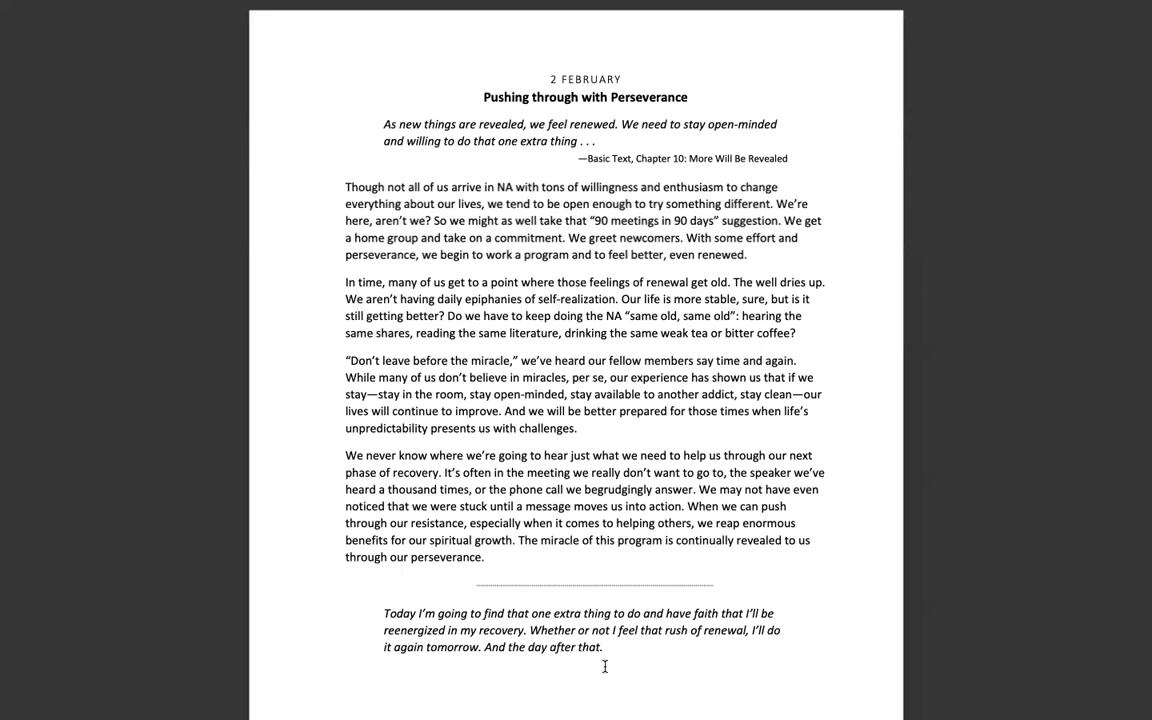 2 FEBRUARY
Pushing through with Perseverance
As new things are revealed, we feel renewed. We need to stay open-minded
and willing to do that one extra thing . . .
—Basic Text, Chapter 10: More Will Be Revealed
Though not all of us arrive in NA with tons of willingness and enthusiasm to change
everything about our lives, we tend to be open enough to try something different. We’re
here, aren’t we? So we might as well take that “90 meetings in 90 days” suggestion. We get
a home group and take on a commitment. We greet newcomers. With some effort and
perseverance, we begin to work a program and to feel better, even renewed.
In time, many of us get to a point where those feelings of renewal get old. The well dries up.
We aren’t having daily epiphanies of self-realization. Our life is more stable, sure, but is it
still getting better? Do we have to keep doing the NA “same old, same old”: hearing the
same shares, reading the same literature, drinking the same weak tea or bitter coffee?
“Don’t leave before the miracle,” we’ve heard our fellow members say time and again.
While many of us don’t believe in miracles, per se, our experience has shown us that if we
stay—stay in the room, stay open-minded, stay available to another addict, stay clean—our
lives will continue to improve. And we will be better prepared for those times when life’s
unpredictability presents us with challenges.
We never know where we’re going to hear just what we need to help us through our next
phase of recovery. It’s often in the meeting we really don’t want to go to, the speaker we’ve
heard a thousand times, or the phone call we begrudgingly answer. We may not have even
noticed that we were stuck until a message moves us into action. When we can push
through our resistance, especially when it comes to helping others, we reap enormous
benefits for our spiritual growth. The miracle of this program is continually revealed to us
through our perseverance.
Today I’m going to find that one extra thing to do and have faith that I’ll be
reenergized in my recovery. Whether or not I feel that rush of renewal, I’ll do
it again tomorrow. And the day after that.